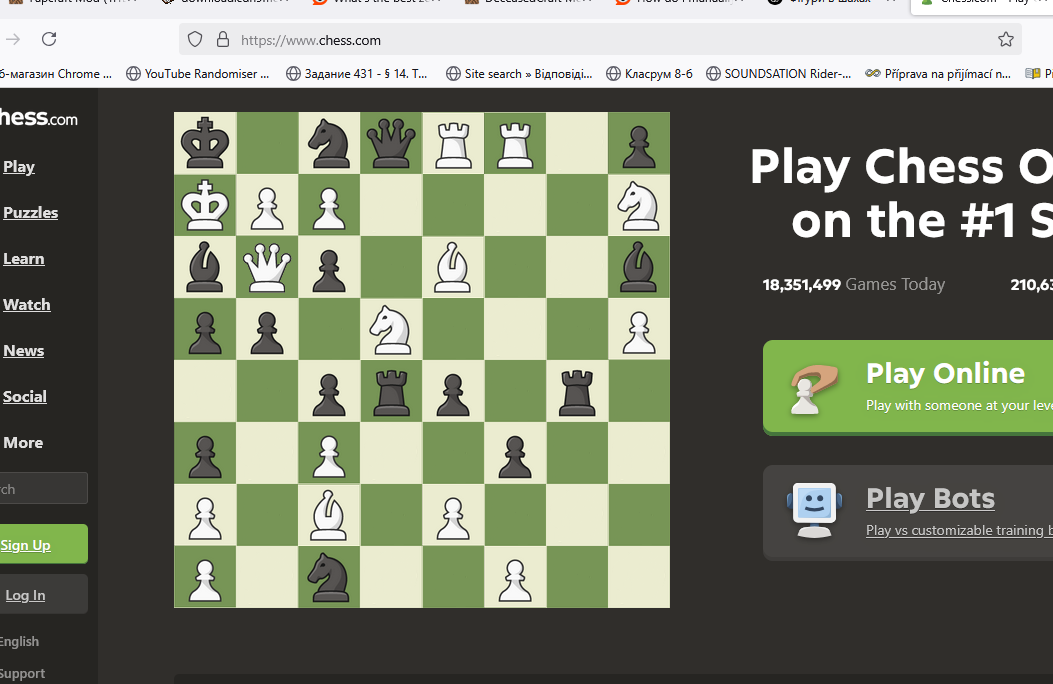 https://www.chess.com
б-магазин Chrome ... YouTube Randomiser ... Задание 431 - § 14. Т... Site search » Відповіді... Класрум 8-б SOUNDSATION Rider-... Příprava na přijímací n...
hess.com
Play
Puzzles
Learn
Watch
News
Social
More
rch
Sign Up
Log In
English
Support
Play Chess O
on the #1 S
18,351,499 Games Today 210,63
Play Online
Play with someone at your leve
Play Bots
Play vs customizable training b